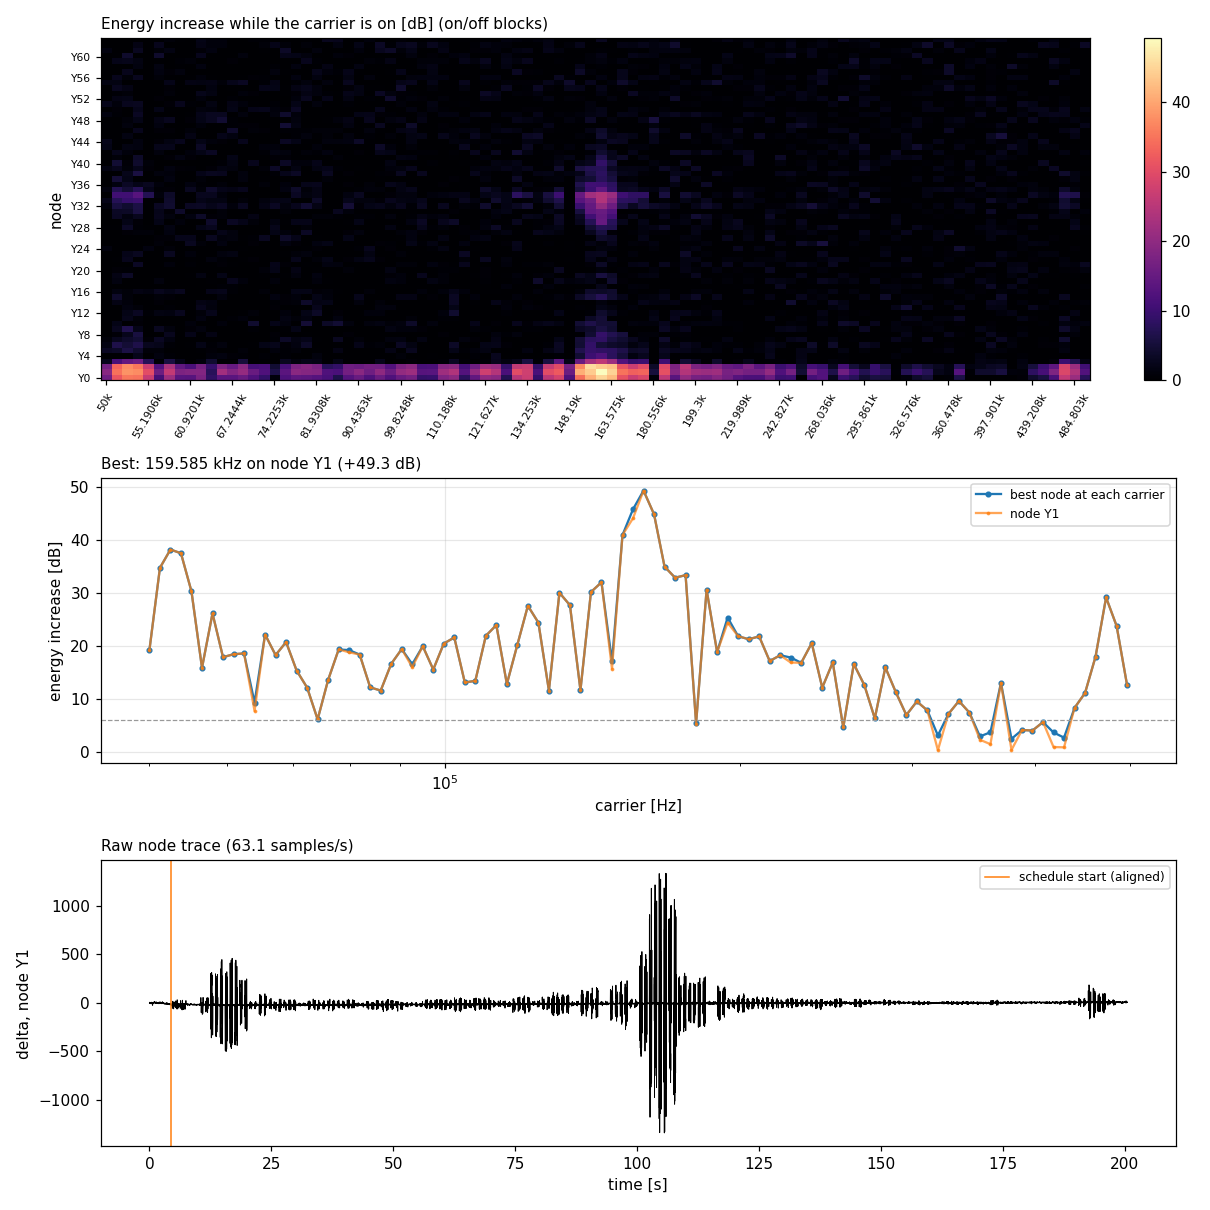 Energy increase while the carrier is on [dB] (on/off blocks)
node
Y60
Y56
Y52
Y48
Y44
Y40
Y36
Y32
Y28
Y24
Y20
Y16
Y12
Y8
Y4
Y0
40
30
20
10
0
50k
55.1906k
60.9201k
67.2444k
74.2253k
81.9308k
90.4363k
99.8248k
110.188k
121.627k
134.253k
148.19k
163.575k
180.556k
199.3k
219.989k
242.827k
268.036k
295.861k
326.576k
360.478k
397.901k
439.208k
484.803k
Best: 159.585 kHz on node Y1 (+49.3 dB)
energy increase [dB]
50
40
30
20
10
0
best node at each carrier
node Y1
10⁵
carrier [Hz]
Raw node trace (63.1 samples/s)
delta, node Y1
1000
500
0
−500
−1000
schedule start (aligned)
0
25
50
75
100
125
150
175
200
time [s]